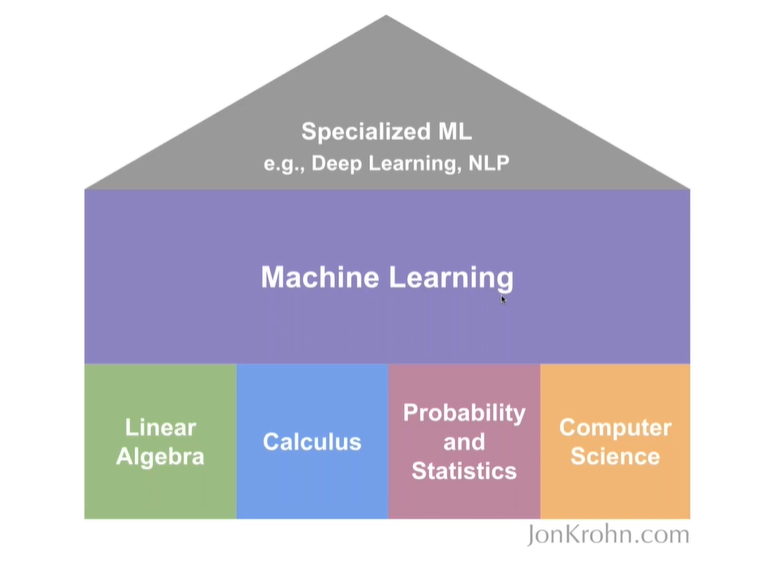 Specialized ML
e.g., Deep Learning, NLP
Machine Learning
Linear
Algebra
Calculus
Probability
and
Statistics
Computer
Science
JonKrohn.com